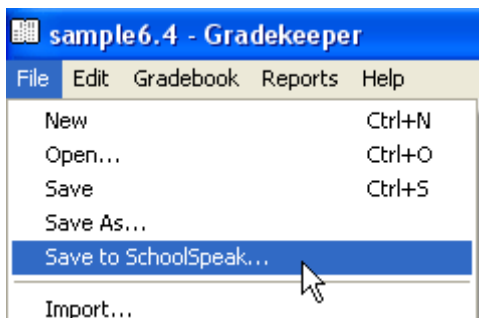 sample6.4 - Gradekeeper
File Edit Gradebook Reports Help
New Ctrl+N
Open... Ctrl+O
Save Ctrl+S
Save As...
Save to SchoolSpeak...
Import...